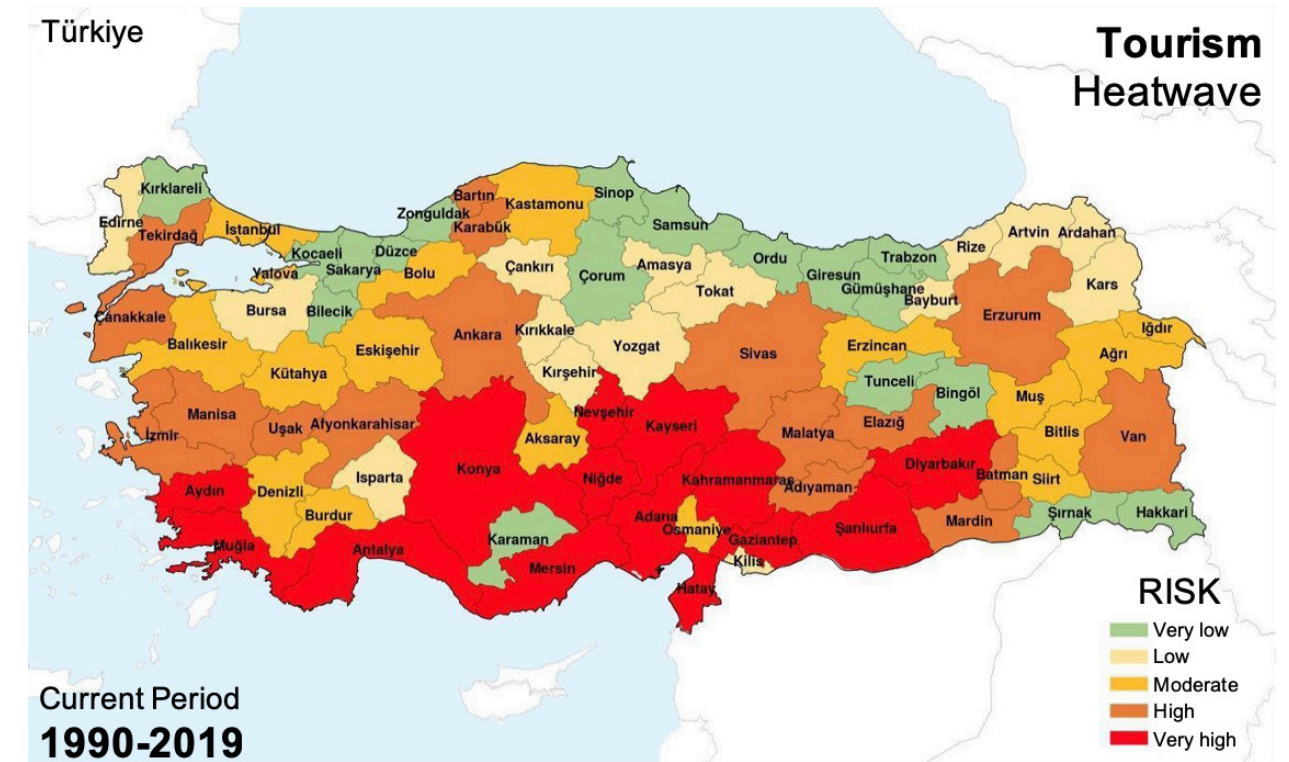 Türkiye
Tourism
Heatwave
Kırklareli
Edirne
Tekirdağ
İstanbul
Bartın
Kastamonu
Sinop
Zonguldak
Karabük
Samsun
Kocaeli
Düzce
Sakarya
Yalova
Bolu
Çankırı
Çorum
Amasya
Tokat
Ordu
Giresun
Trabzon
Gümüşhane
Bayburt
Rize
Artvin
Ardahan
Kars
Çanakkale
Bursa
Bilecik
Ankara
Kırıkkale
Yozgat
Sivas
Erzincan
Erzurum
Iğdır
Ağrı
Balıkesir
Kütahya
Eskişehir
Kırşehir
Tunceli
Bingöl
Muş
Manisa
İzmir
Uşak
Afyonkarahisar
Nevşehir
Kayseri
Aksaray
Malatya
Elazığ
Bitlis
Van
Konya
Isparta
Aydın
Denizli
Burdur
Niğde
Kahramanmaraş
Adıyaman
Diyarbakır
Batman
Siirt
Muğla
Antalya
Karaman
Mersin
Adana
Osmaniye
Gaziantep
Kilis
Şanlıurfa
Mardin
Şırnak
Hakkari
Hatay
RISK
Very low
Low
Moderate
High
Very high
Current Period
1990-2019